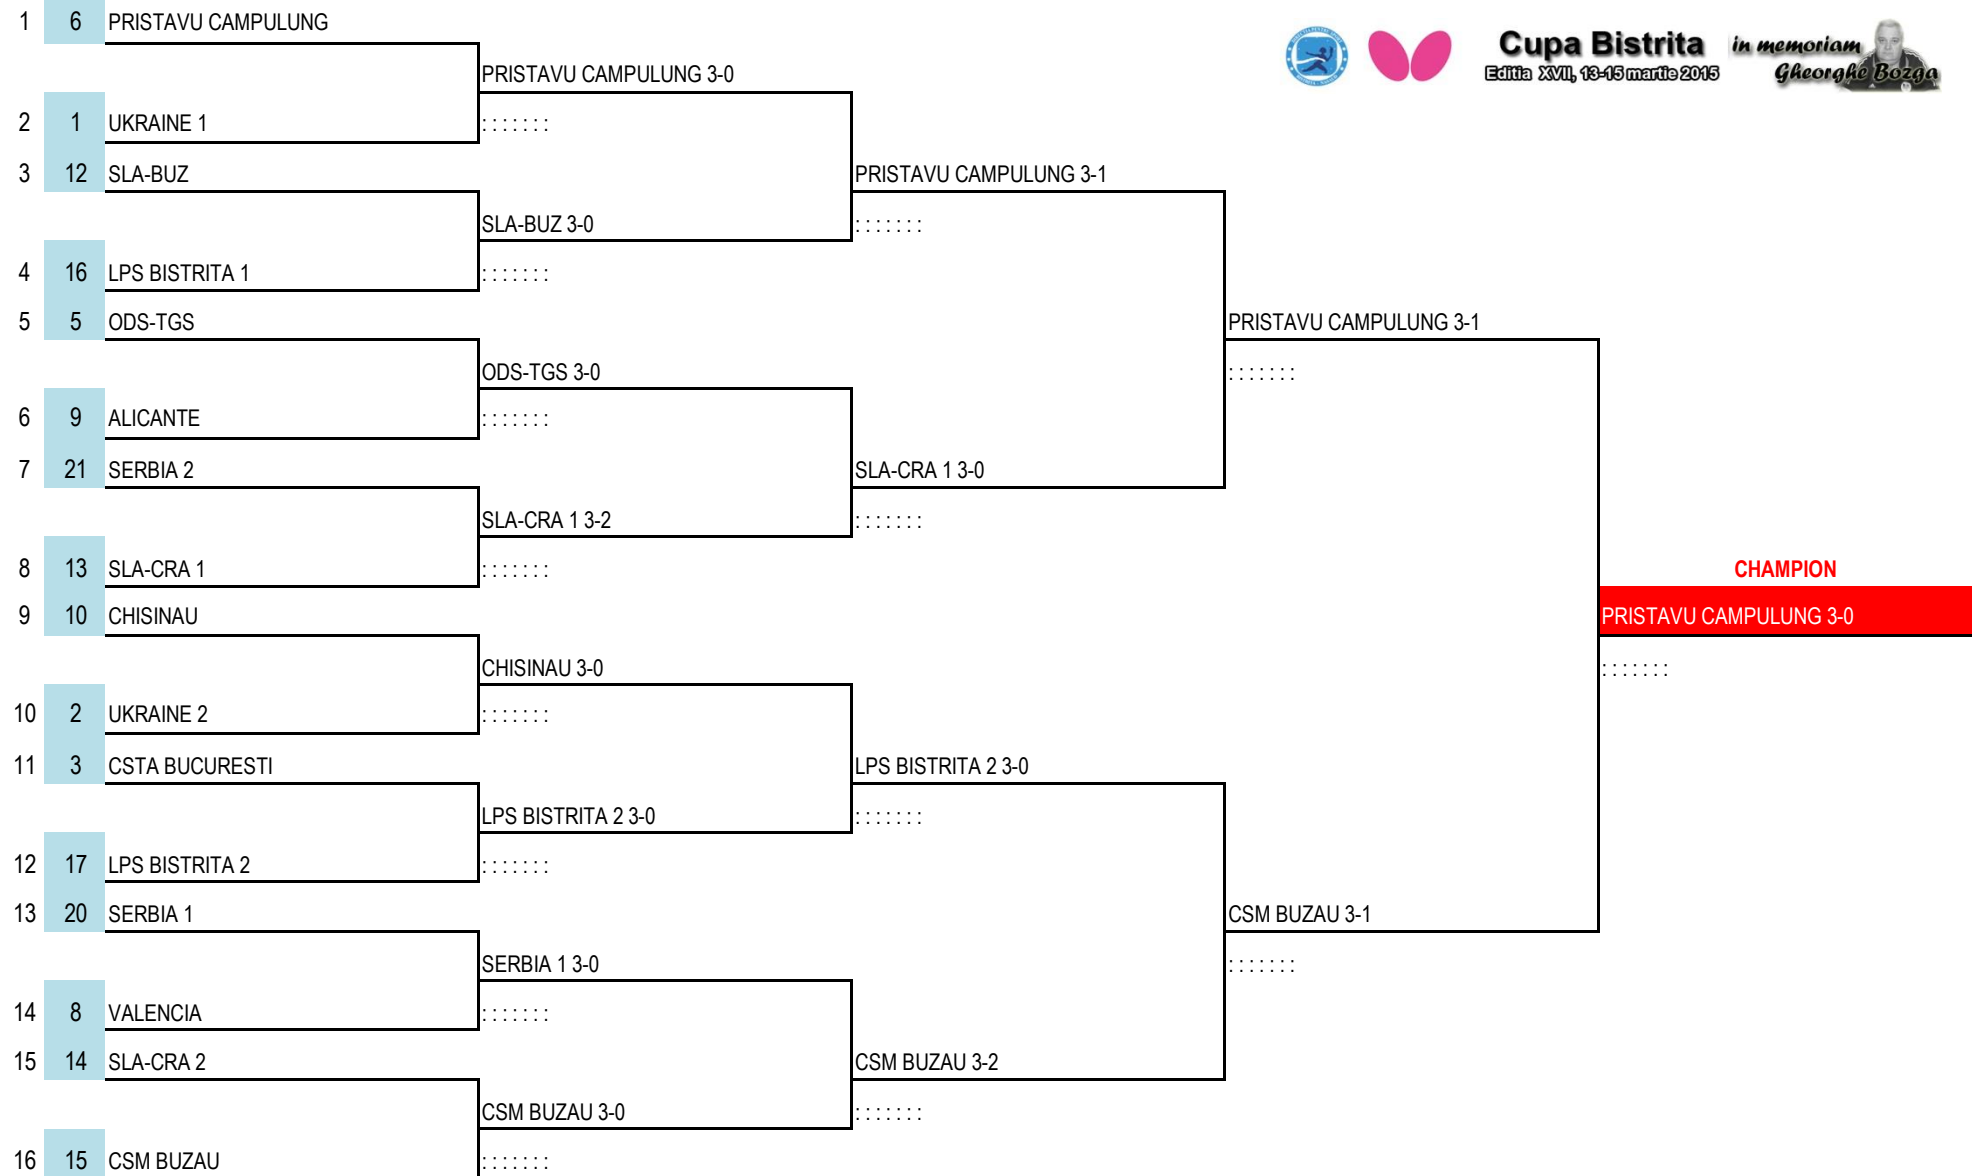 1 6 PRISTAVU CAMPULUNG
Cupa Bistrita
Editia XVII, 13-15 martie 2015
in memoriam
Gheorghe Bozga
PRISTAVU CAMPULUNG 3-0
2 1 UKRAINE 1 : : : : : : :
3 12 SLA-BUZ PRISTAVU CAMPULUNG 3-1
SLA-BUZ 3-0 : : : : : : :
4 16 LPS BISTRITA 1 : : : : : : :
5 5 ODS-TGS PRISTAVU CAMPULUNG 3-1
ODS-TGS 3-0 : : : : : : :
6 9 ALICANTE : : : : : : :
7 21 SERBIA 2 SLA-CRA 1 3-0
SLA-CRA 1 3-2 : : : : : : :
8 13 SLA-CRA 1 : : : : : : : CHAMPION
9 10 CHISINAU PRISTAVU CAMPULUNG 3-0
CHISINAU 3-0 : : : : : : :
10 2 UKRAINE 2 : : : : : : :
11 3 CSTA BUCURESTI LPS BISTRITA 2 3-0
LPS BISTRITA 2 3-0 : : : : : : :
12 17 LPS BISTRITA 2 : : : : : : :
13 20 SERBIA 1 CSM BUZAU 3-1
SERBIA 1 3-0 : : : : : : :
14 8 VALENCIA : : : : : : :
15 14 SLA-CRA 2 CSM BUZAU 3-2
CSM BUZAU 3-0 : : : : : : :
16 15 CSM BUZAU : : : : : : :